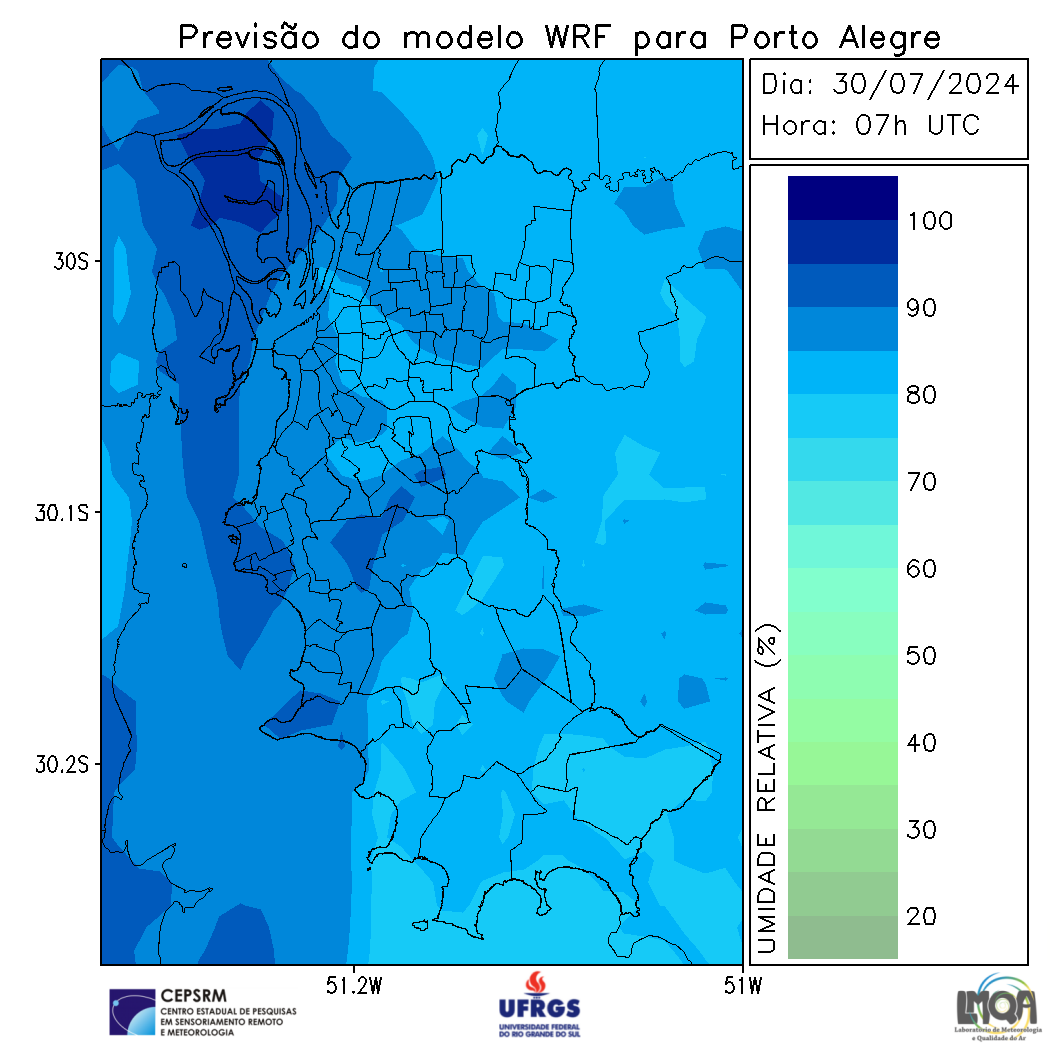 Previsão do modelo WRF para Porto Alegre
Dia: 30/07/2024
Hora: 07h UTC
30S
30.1S
30.2S
51.2W
51W
100
90
80
70
60
50
40
30
20
UMIDADE RELATIVA (%)
CEPSRM
CENTRO ESTADUAL DE PESQUISAS
EM SENSORIAMENTO REMOTO
E METEOROLOGIA
UFRGS
UNIVERSIDADE FEDERAL
DO RIO GRANDE DO SUL
LMQA
Laboratório de Meteorologia
e Qualidade do Ar